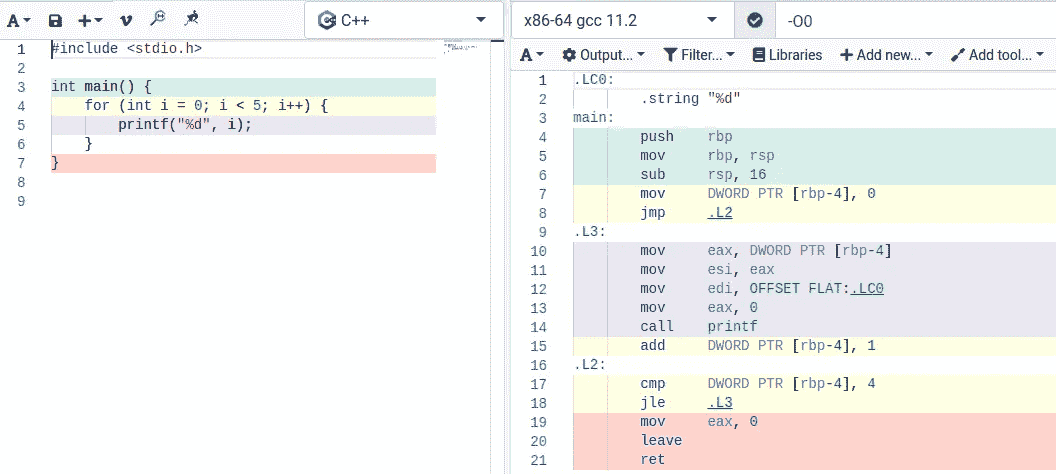 A
C++
1 #include <stdio.h>
2
3 int main() {
4 for (int i = 0; i < 5; i++) {
5 printf("%d", i);
6 }
7 }
8
9
x86-64 gcc 11.2 -O0
A Output... Filter... Libraries Add new... Add tool...
1 .LC0:
2 .string "%d"
3 main:
4 push rbp
5 mov rbp, rsp
6 sub rsp, 16
7 mov DWORD PTR [rbp-4], 0
8 jmp .L2
9 .L3:
10 mov eax, DWORD PTR [rbp-4]
11 mov esi, eax
12 mov edi, OFFSET FLAT:.LC0
13 mov eax, 0
14 call printf
15 add DWORD PTR [rbp-4], 1
16 .L2:
17 cmp DWORD PTR [rbp-4], 4
18 jle .L3
19 mov eax, 0
20 leave
21 ret